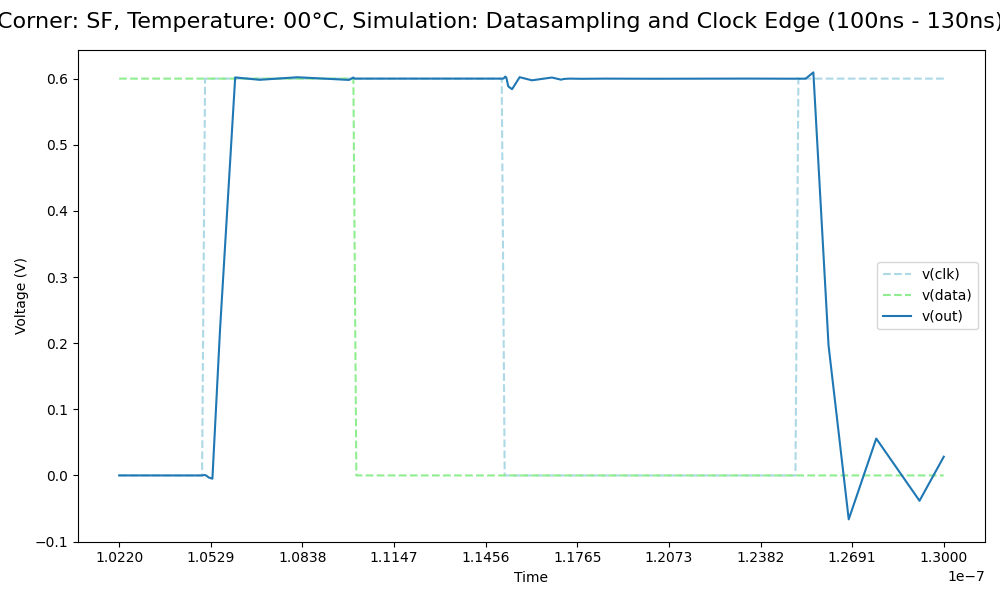 Corner: SF, Temperature: 00°C, Simulation: Datasampling and Clock Edge (100ns - 130ns)
Voltage (V)
0.6
0.5
0.4
0.3
0.2
0.1
0.0
−0.1
v(clk)
v(data)
v(out)
1.0220 1.0529 1.0838 1.1147 1.1456 1.1765 1.2073 1.2382 1.2691 1.3000
1e−7
Time